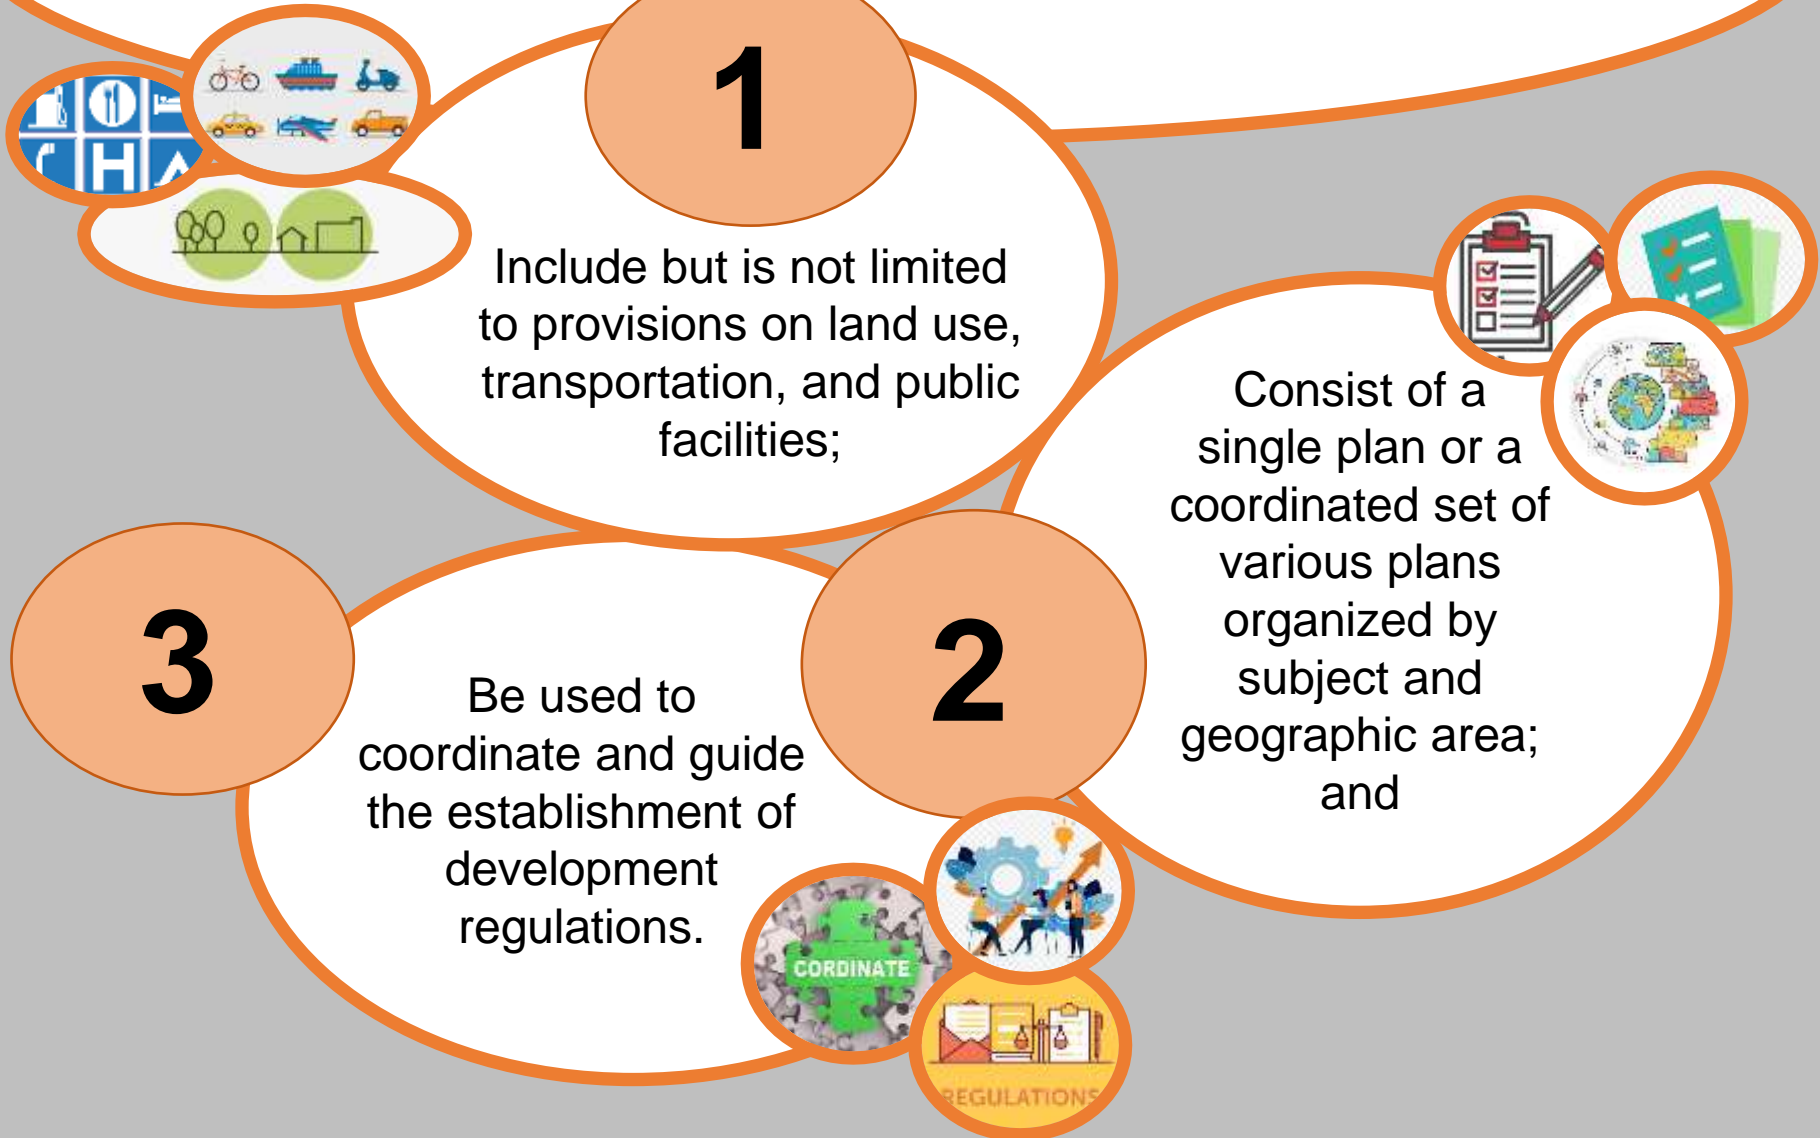 1
Include but is not limited
to provisions on land use,
transportation, and public
facilities;
H
2
Consist of a
single plan or a
coordinated set of
various plans
organized by
subject and
geographic area;
and
3
Be used to
coordinate and guide
the establishment of
development
regulations.
CORDINATE
REGULATIONS